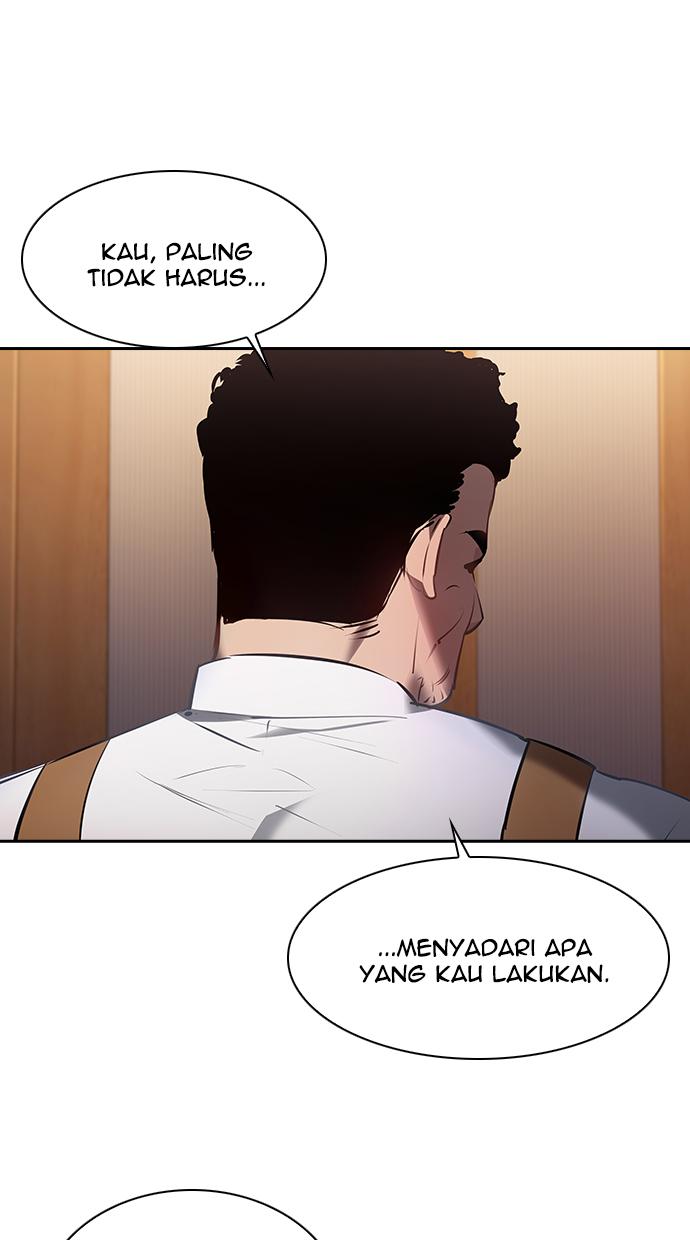 KAU, PALING
TIDAK HARUS...
...MENYADARI APA
YANG KAU LAKUKAN.